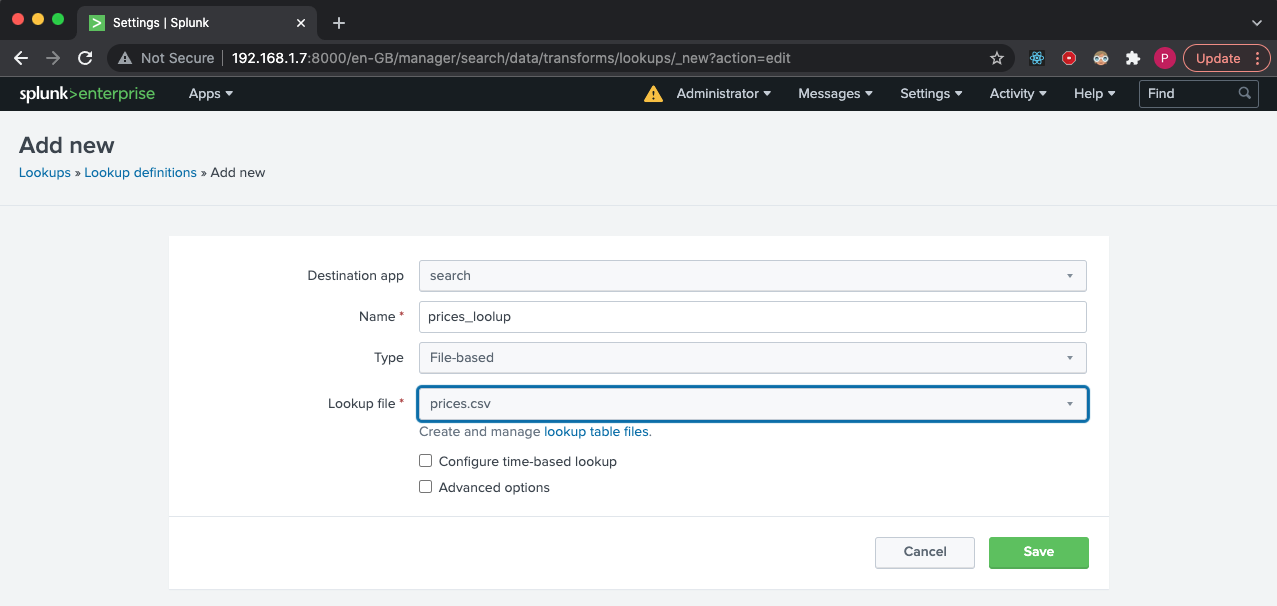 Settings | Splunk
Not Secure 192.168.1.7:8000/en-GB/manager/search/data/transforms/lookups/_new?action=edit P Update
splunk>enterprise Apps Administrator Messages Settings Activity Help Find
Add new
Lookups » Lookup definitions » Add new
Destination app search
Name * prices_loolup
Type File-based
Lookup file * prices.csv
Create and manage lookup table files.
Configure time-based lookup
Advanced options
Cancel Save